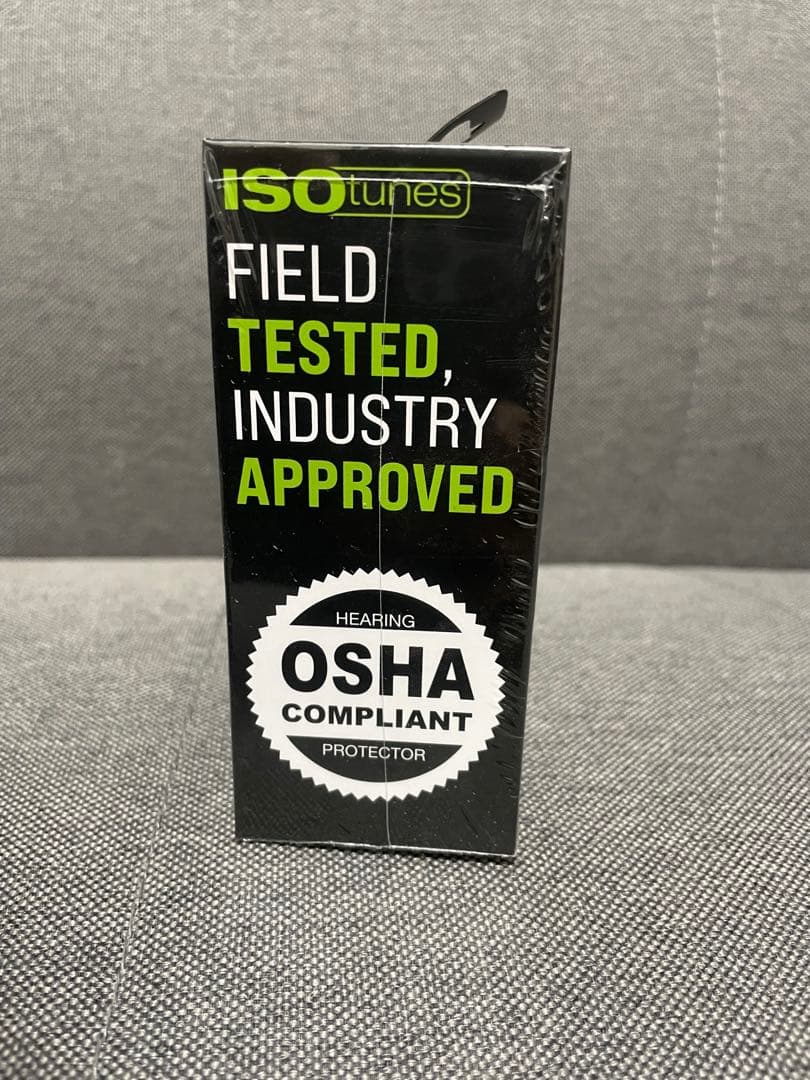 ISOtunes®
FIELD
TESTED,
INDUSTRY
APPROVED
HEARING
OSHA
COMPLIANT
PROTECTOR